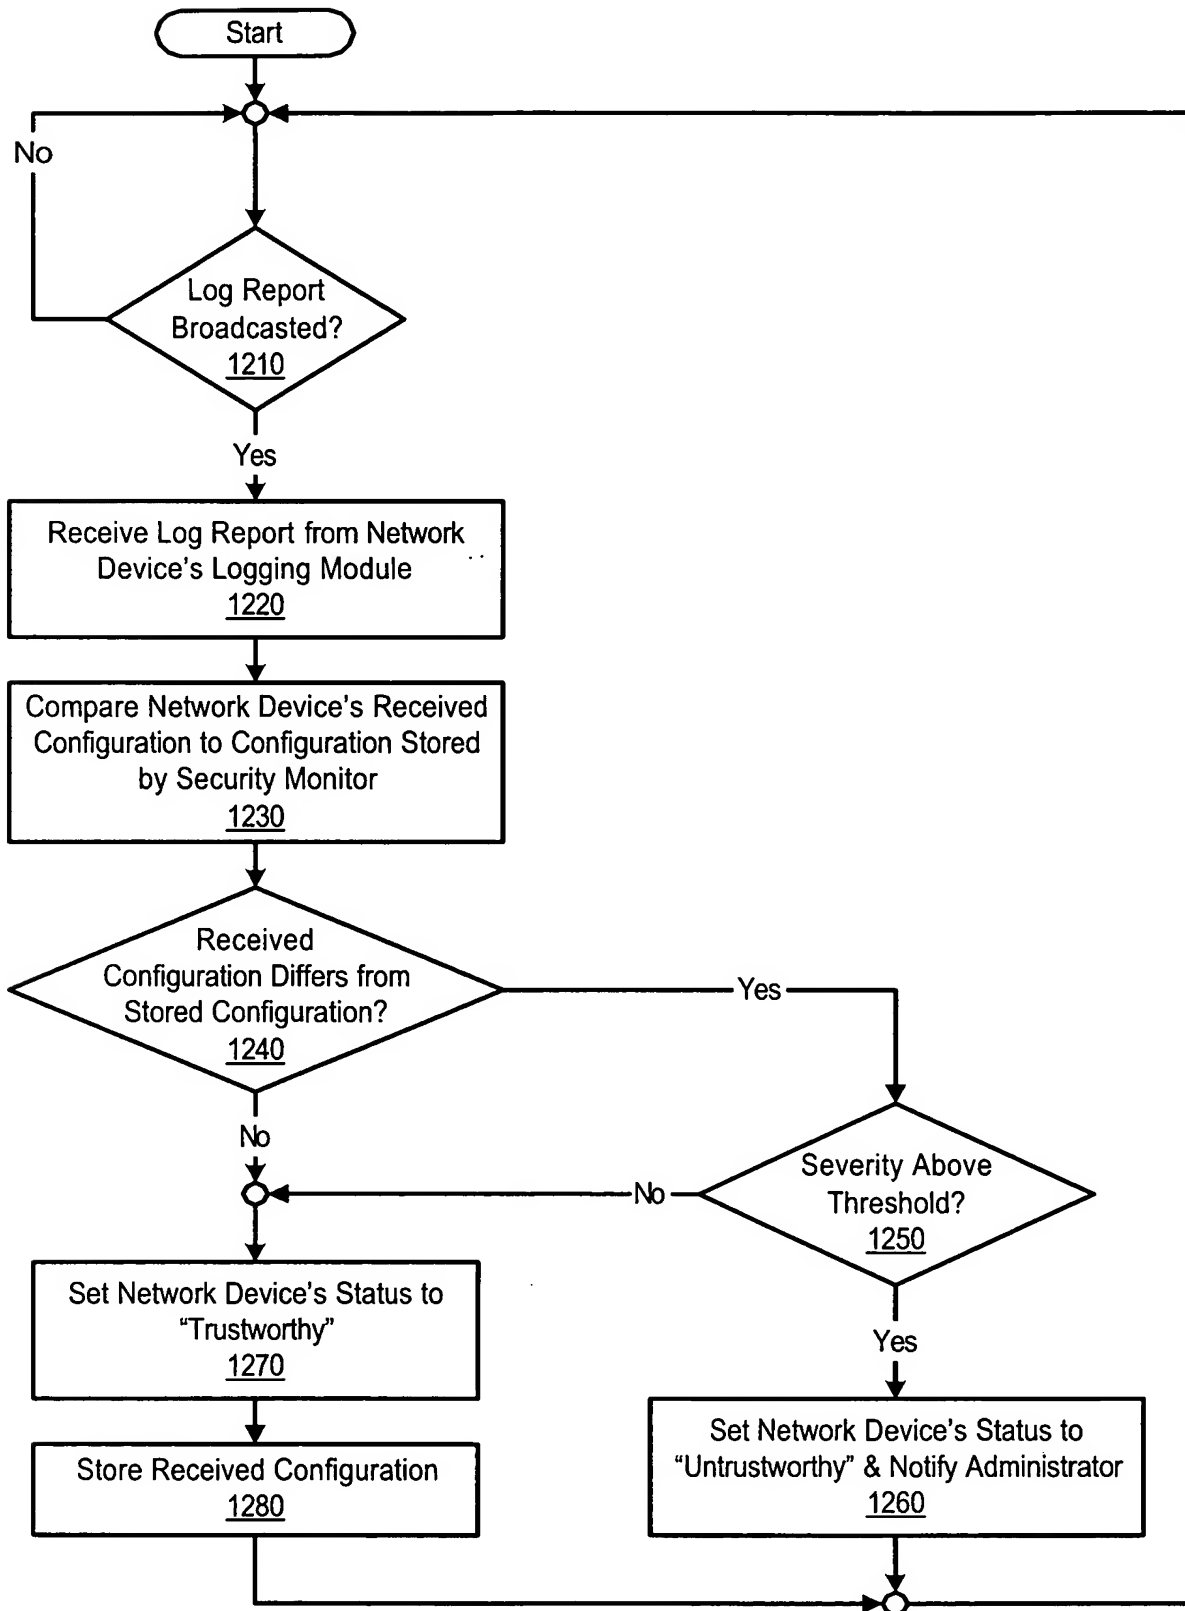 Start
No
Log Report
Broadcasted?
1210
Yes
Receive Log Report from Network
Device's Logging Module
1220
Compare Network Device's Received
Configuration to Configuration Stored
by Security Monitor
1230
Received
Configuration Differs from
Stored Configuration?
1240
Yes
No
Severity Above
Threshold?
1250
No
Set Network Device's Status to
“Trustworthy”
1270
Yes
Store Received Configuration
1280
Set Network Device's Status to
“Untrustworthy” & Notify Administrator
1260